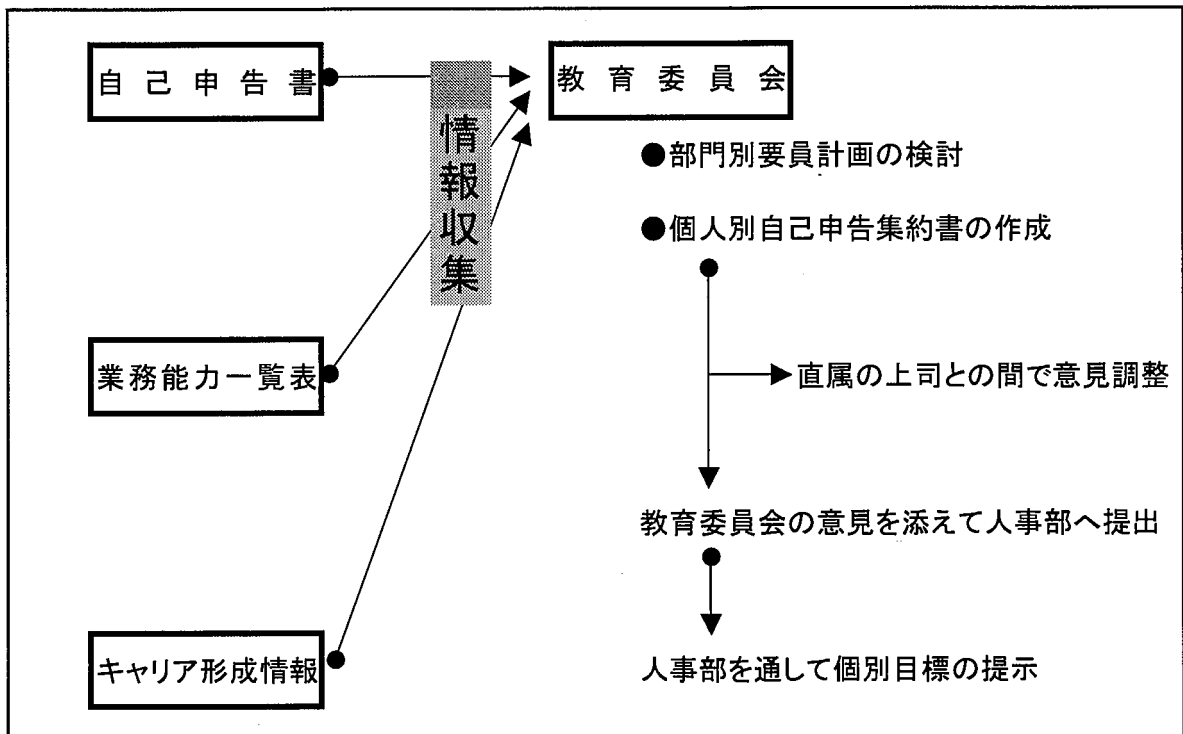 自己申告書
教育委員会
情報収集
●部門別要員計画の検討
●個人別自己申告集約書の作成
業務能力一覧表
直属の上司との間で意見調整
教育委員会の意見を添えて人事部へ提出
キャリア形成情報
人事部を通して個別目標の提示